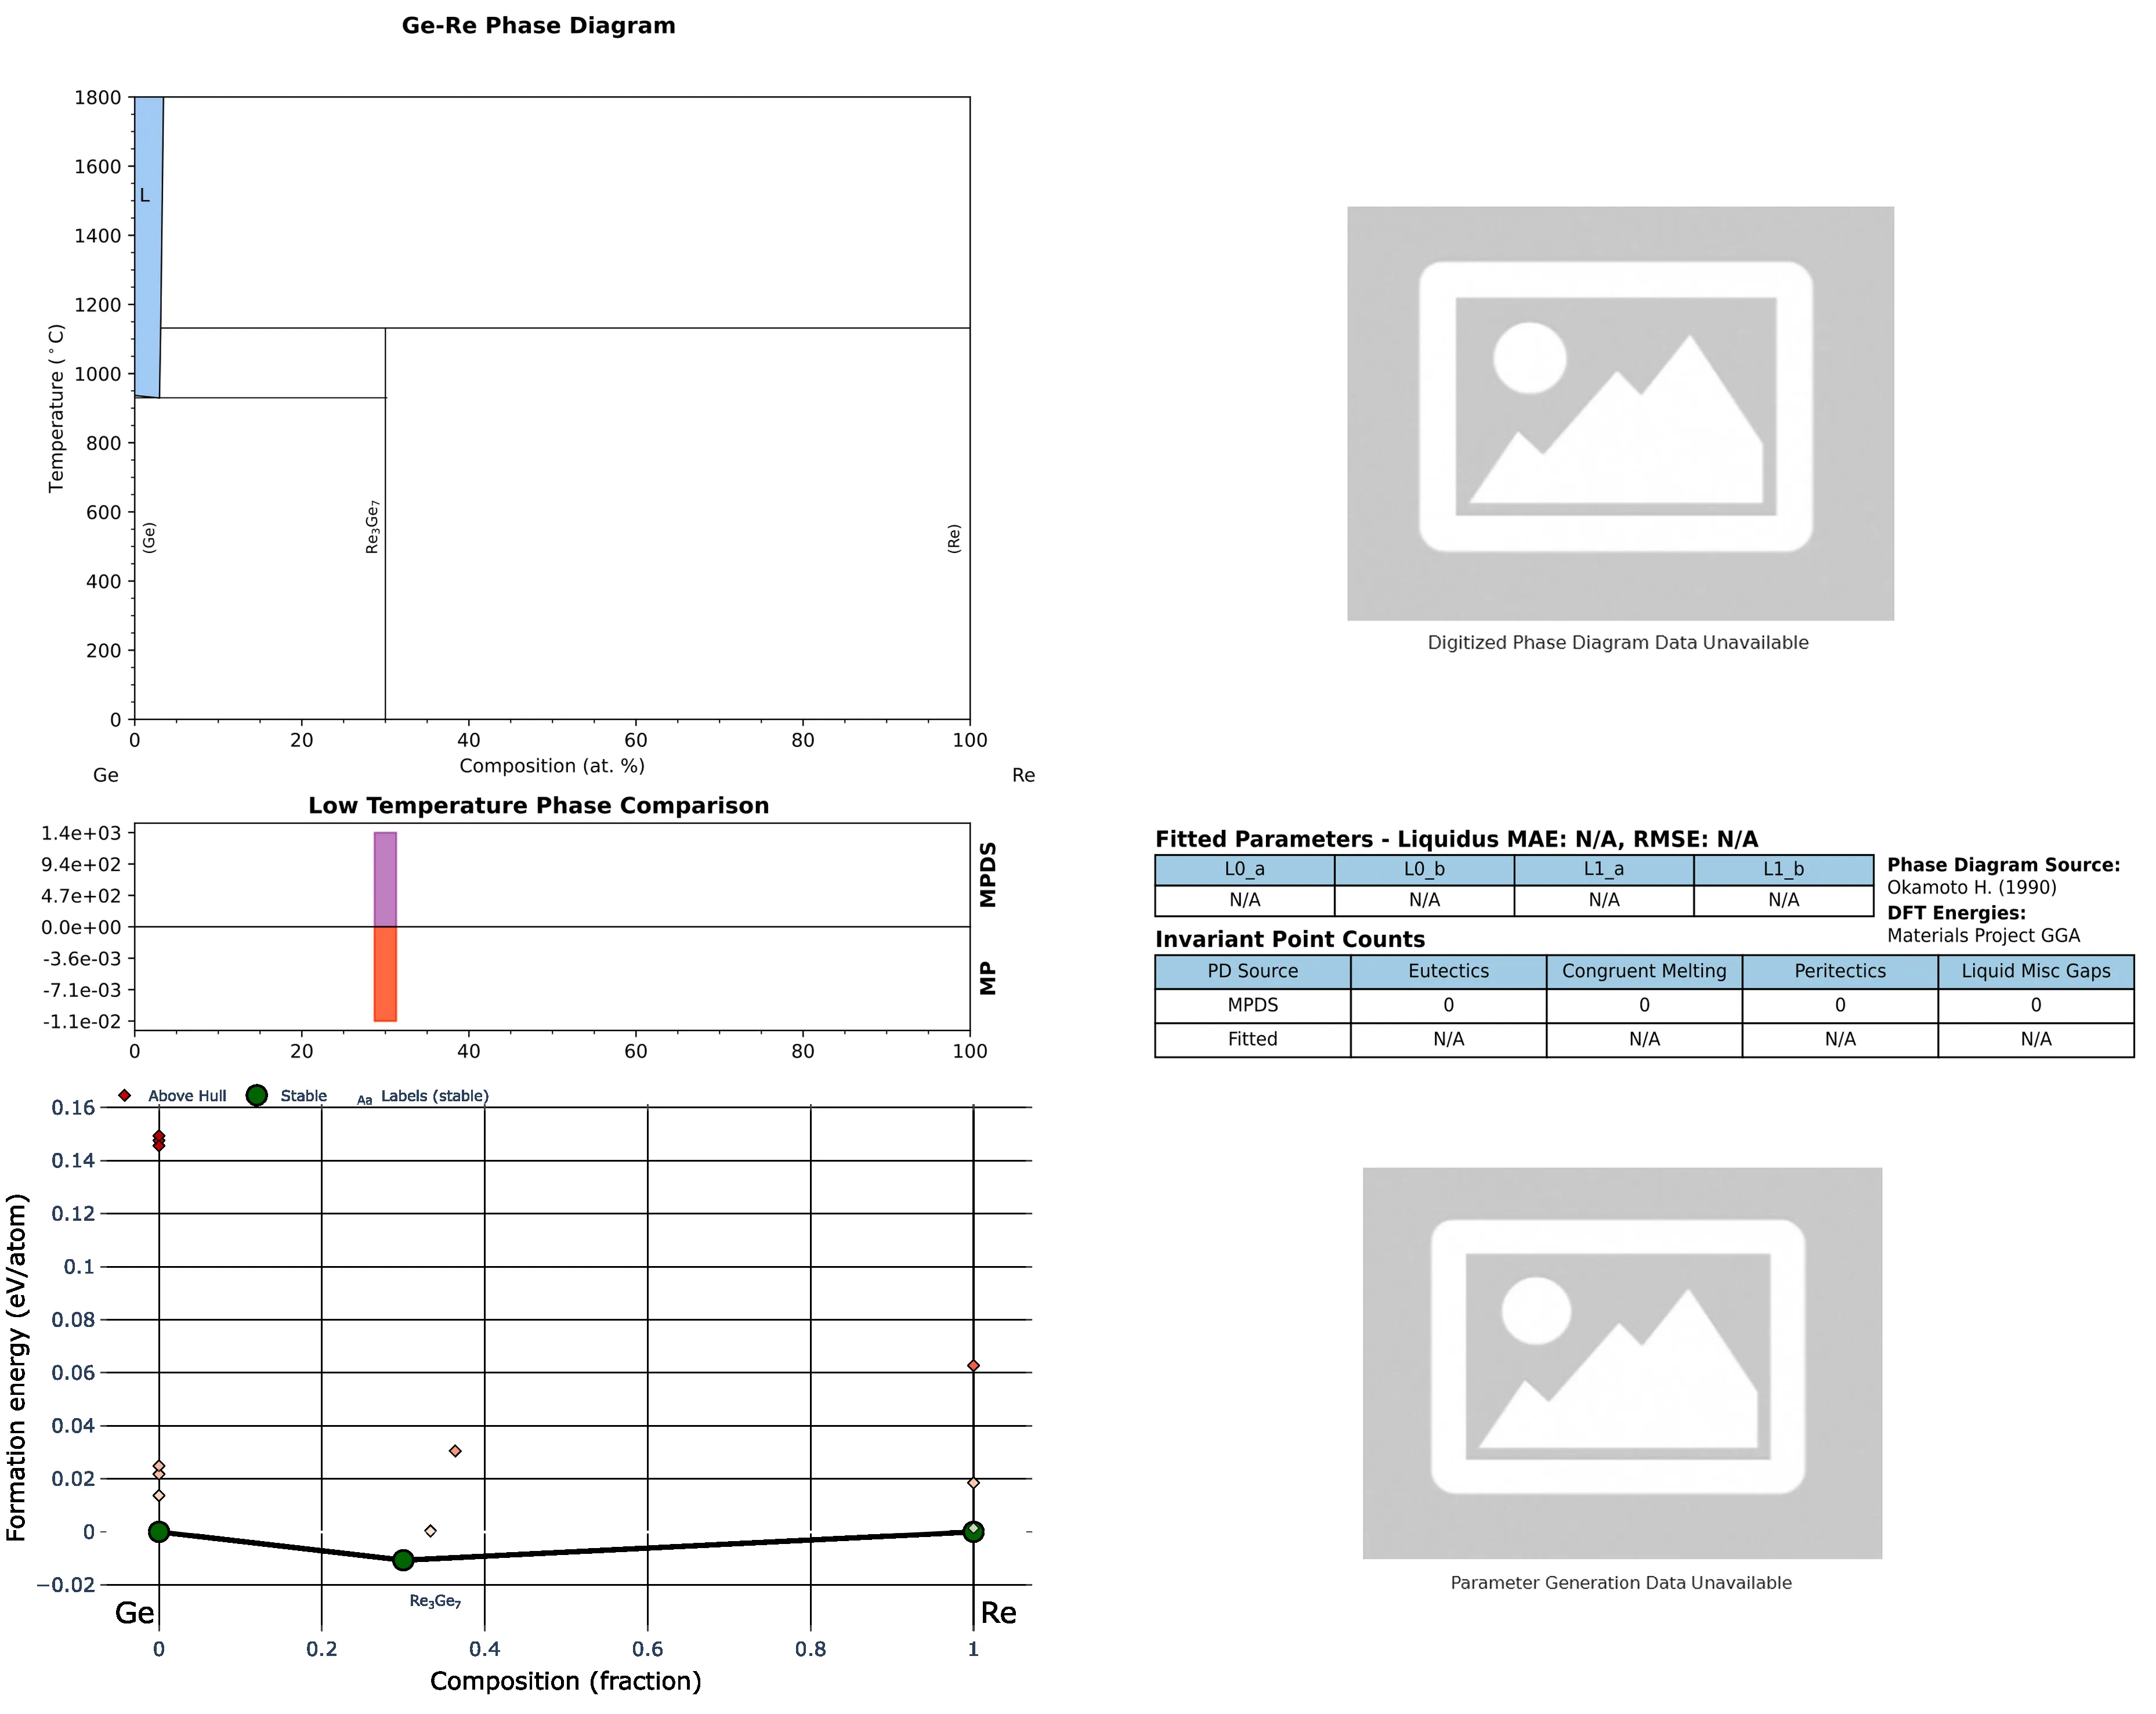 Ge-Re Phase Diagram
1800
1600
1400
1200
1000
800
600
400
200
0
Temperature (°C)
L
(Ge)
Re₃Ge₇
(Re)
0 20 40 60 80 100
Composition (at. %)
Ge Re
Digitized Phase Diagram Data Unavailable
Low Temperature Phase Comparison
1.4e+03
9.4e+02
4.7e+02
0.0e+00
-3.6e-03
-7.1e-03
-1.1e-02
MPDS
MP
0 20 40 60 80 100
Fitted Parameters - Liquidus MAE: N/A, RMSE: N/A
L0_a L0_b L1_a L1_b
N/A N/A N/A N/A
Phase Diagram Source:
Okamoto H. (1990)
DFT Energies:
Materials Project GGA
Invariant Point Counts
PD Source Eutectics Congruent Melting Peritectics Liquid Misc Gaps
MPDS 0 0 0 0
Fitted N/A N/A N/A N/A
Above Hull Stable Aa Labels (stable)
0.16
0.14
0.12
0.1
0.08
0.06
0.04
0.02
0
−0.02
Formation energy (eV/atom)
Re₃Ge₇
Ge Re
0 0.2 0.4 0.6 0.8 1
Composition (fraction)
Parameter Generation Data Unavailable